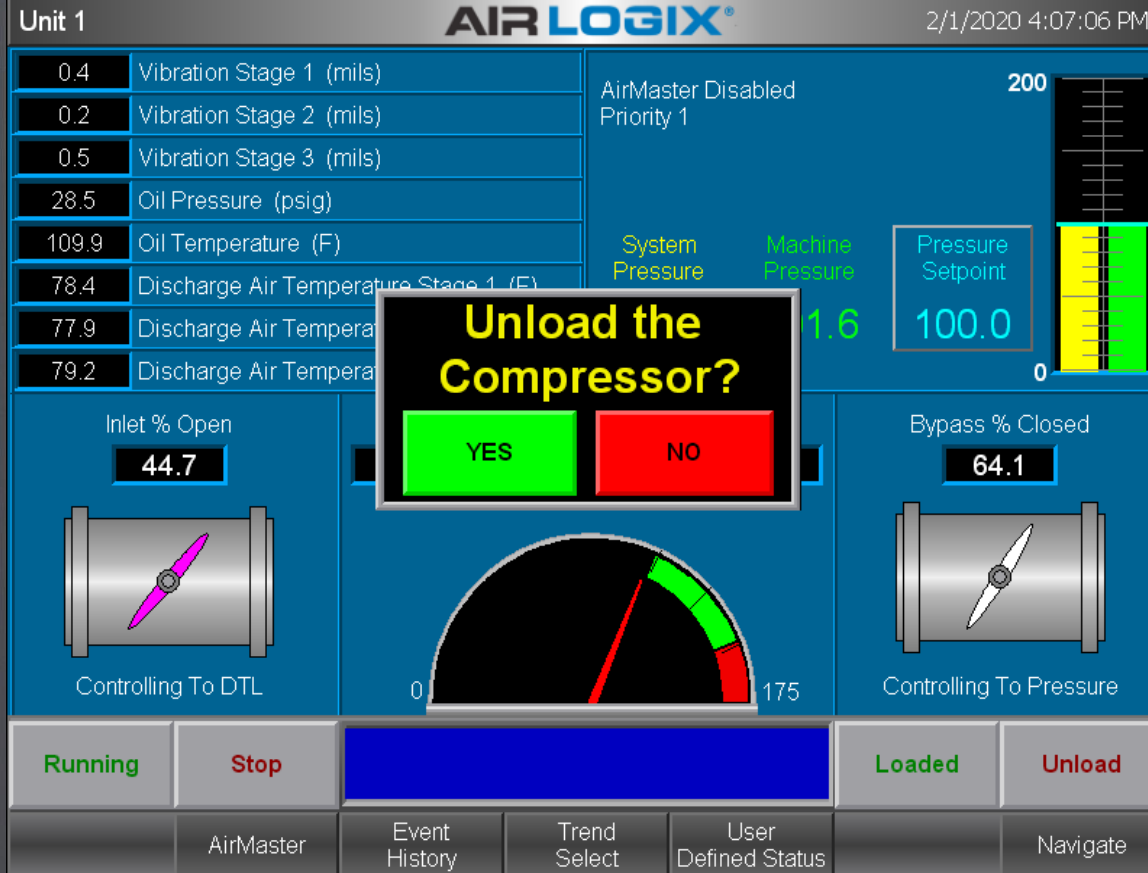 Unit 1
AIRLOGIX®
2/1/2020 4:07:06 PM
0.4 Vibration Stage 1 (mils)
0.2 Vibration Stage 2 (mils)
0.5 Vibration Stage 3 (mils)
28.5 Oil Pressure (psig)
109.9 Oil Temperature (F)
78.4 Discharge Air Temperature Stage 1 (F)
77.9 Discharge Air
79.2 Discharge Air
AirMaster Disabled
Priority 1
200
System
Pressure
Machine
Pressure
1.6
Pressure
Setpoint
100.0
0
Unload the
Compressor?
YES
NO
Inlet % Open
44.7
Controlling To DTL
0
175
Bypass % Closed
64.1
Controlling To Pressure
Running
Stop
Loaded
Unload
AirMaster
Event
History
Trend
Select
User
Defined Status
Navigate